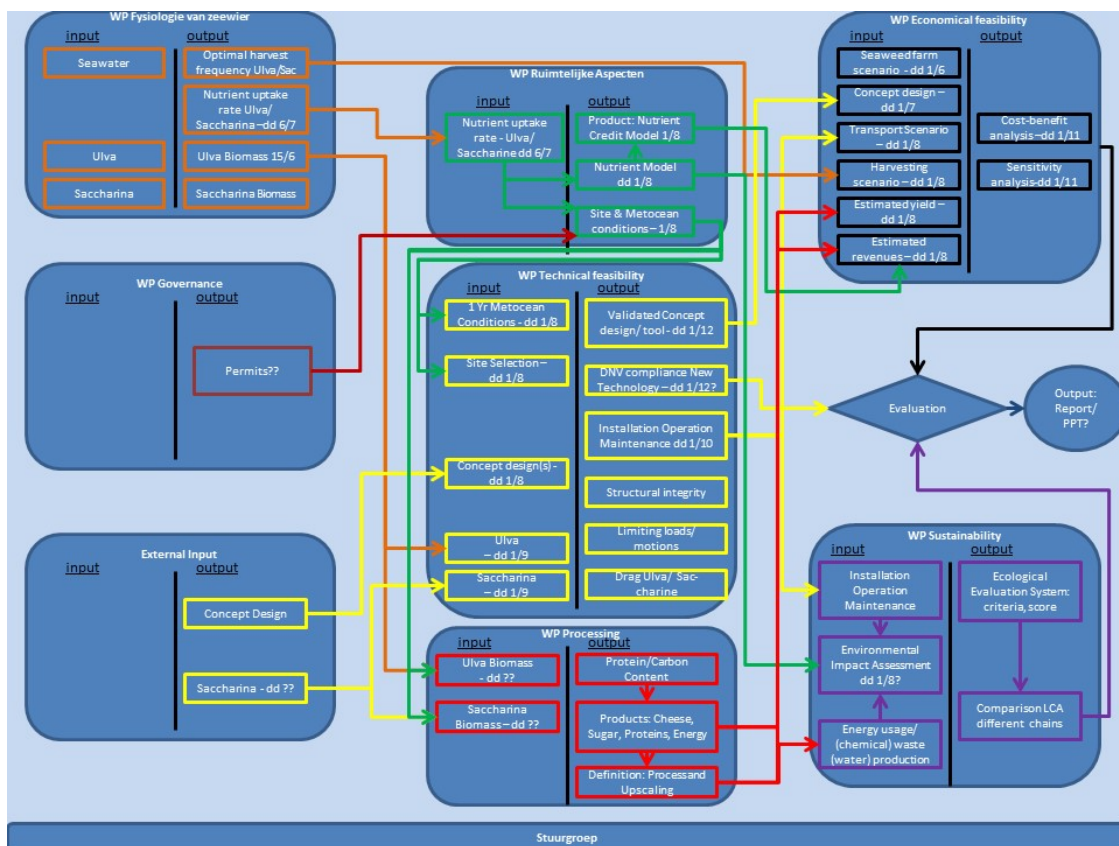 WP Fysiologie van zeewier
input
output
Seawater
Ulva
Saccharina
Optimal harvest
frequency Ulva/Sac
Nutrient uptake
rate Ulva/
Saccharina–dd 6/7
Ulva Biomass 15/6
Saccharina Biomass
WP Governance
input
output
Permits??
External Input
input
output
Concept Design
Saccharina - dd ??
WP Ruimtelijke Aspecten
input
output
Nutrient uptake
rate - Ulva/
Saccharine dd 6/7
Product: Nutrient
Credit Model 1/8
Nutrient Model
dd 1/8
Site & Metocean
conditions – 1/8
WP Technical feasibility
input
output
1 Yr Metocean
Conditions - dd 1/8
Site Selection –
dd 1/8
Concept design(s) -
dd 1/8
Ulva
– dd 1/9
Saccharina
– dd 1/9
Validated Concept
design/ tool - dd 1/12
DNV compliance New
Technology – dd 1/12?
Installation Operation
Maintenance dd 1/10
Structural integrity
Limiting loads/
motions
Drag Ulva/ Sac-
charine
WP Processing
input
output
Ulva Biomass
- dd ??
Saccharina
Biomass– dd ??
Protein/Carbon
Content
Products: Cheese,
Sugar, Proteins, Energy
Definition: Processand
Upscaling
WP Economical feasibility
input
output
Seaweed farm
scenario - dd 1/6
Concept design –
dd 1/7
Transport Scenario
– dd 1/8
Harvesting
scenario – dd 1/8
Estimated yield –
dd 1/8
Estimated
revenues – dd 1/8
Cost-benefit
analysis–dd 1/11
Sensitivity
analysis-dd 1/11
Evaluation
Output:
Report/
PPT?
WP Sustainability
input
output
Installation
Operation
Maintenance
Environmental
Impact Assessment
dd 1/8?
Energy usage/
(chemical) waste
(water) production
Ecological
Evaluation System:
criteria, score
Comparison LCA
different chains
Stuurgroep